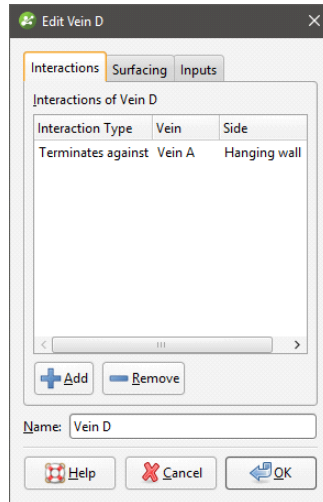 Edit Vein D
Interactions Surfacing Inputs
Interactions of Vein D
Interaction Type Vein Side
Terminates against Vein A Hanging wall
Add Remove
Name: Vein D
Help Cancel OK